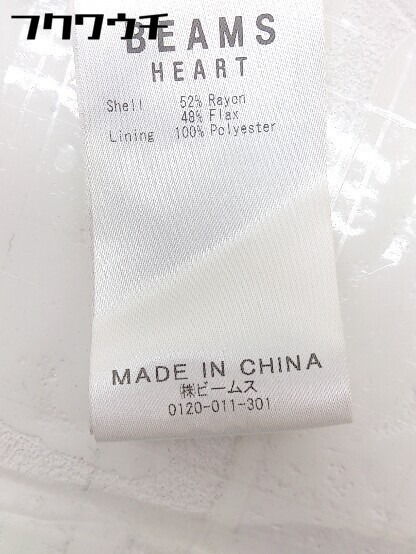 フクワウチ
BEAMS
HEART
Shell 52% Rayon
48% Flax
Lining 100% Polyester
MADE IN CHINA
㈱ビームス
0120-011-301